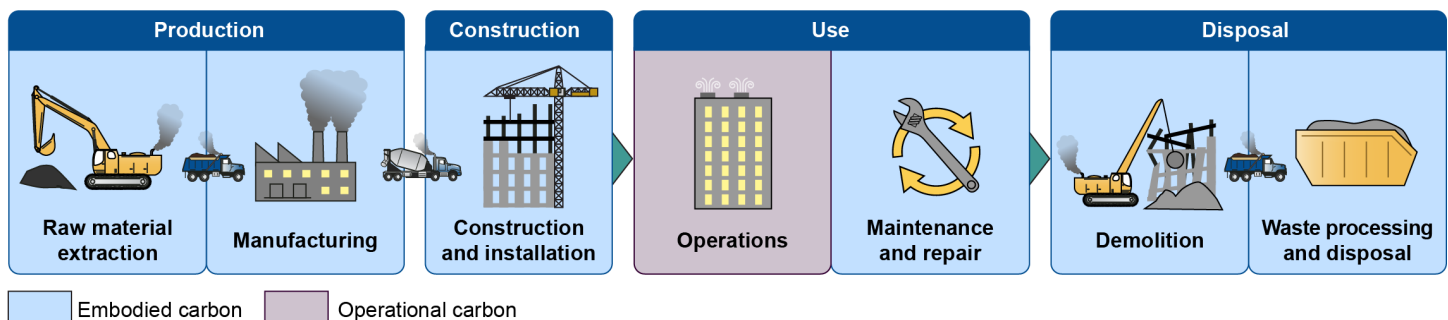 Production
Construction
Use
Disposal
Raw material
extraction
Manufacturing
Construction
and installation
Operations
Maintenance
and repair
Demolition
Waste processing
and disposal
Embodied carbon
Operational carbon